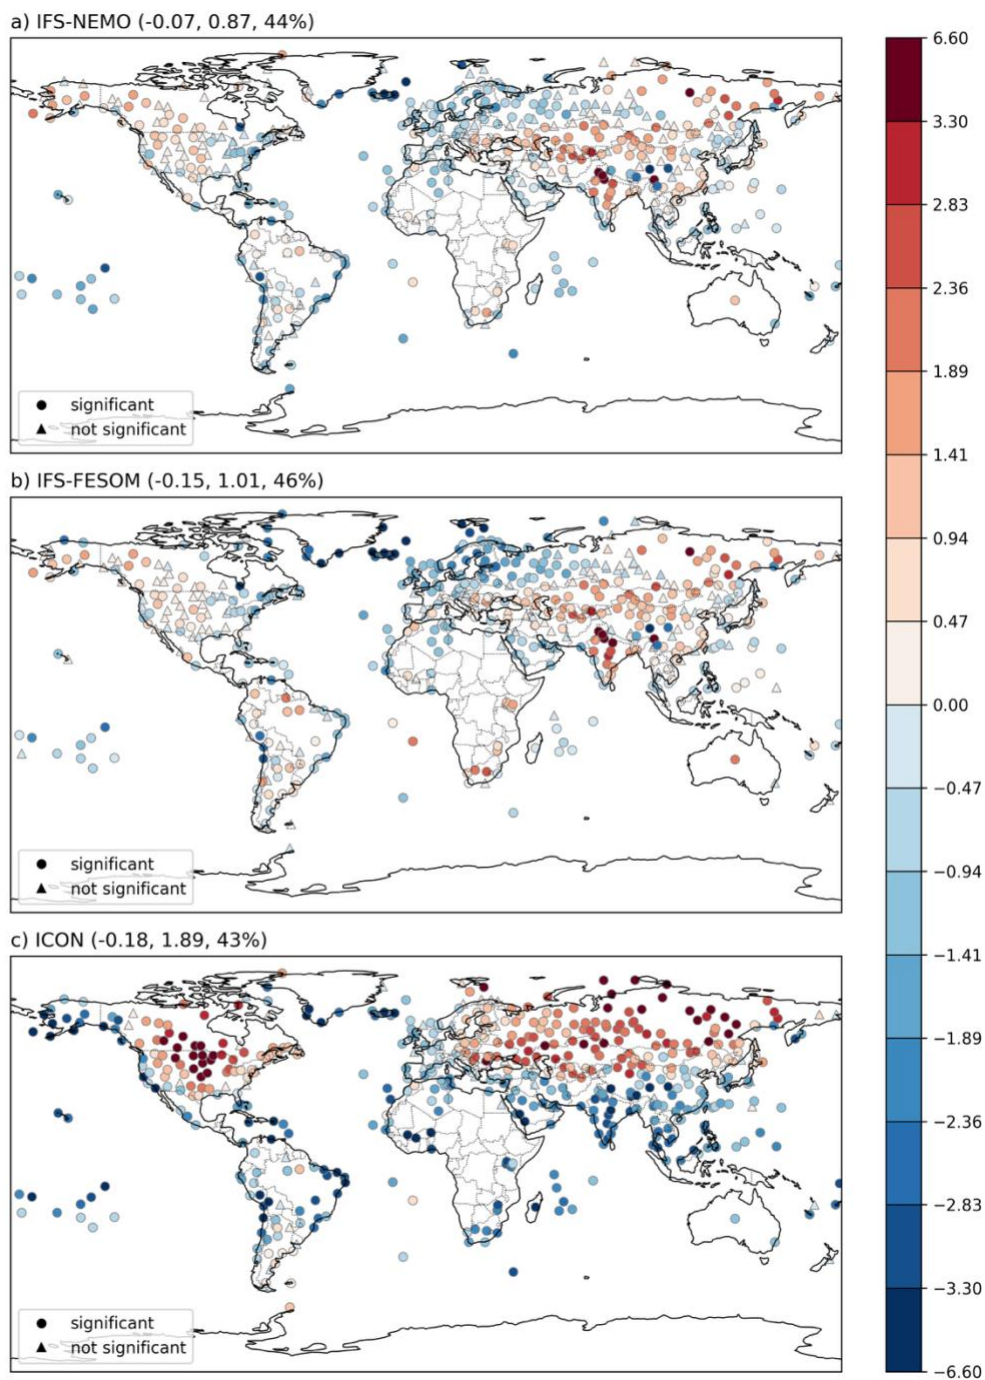 a) IFS-NEMO (-0.07, 0.87, 44%)
significant
not significant
b) IFS-FESOM (-0.15, 1.01, 46%)
significant
not significant
c) ICON (-0.18, 1.89, 43%)
significant
not significant
6.60
3.30
2.83
2.36
1.89
1.41
0.94
0.47
0.00
−0.47
−0.94
−1.41
−1.89
−2.36
−2.83
−3.30
−6.60